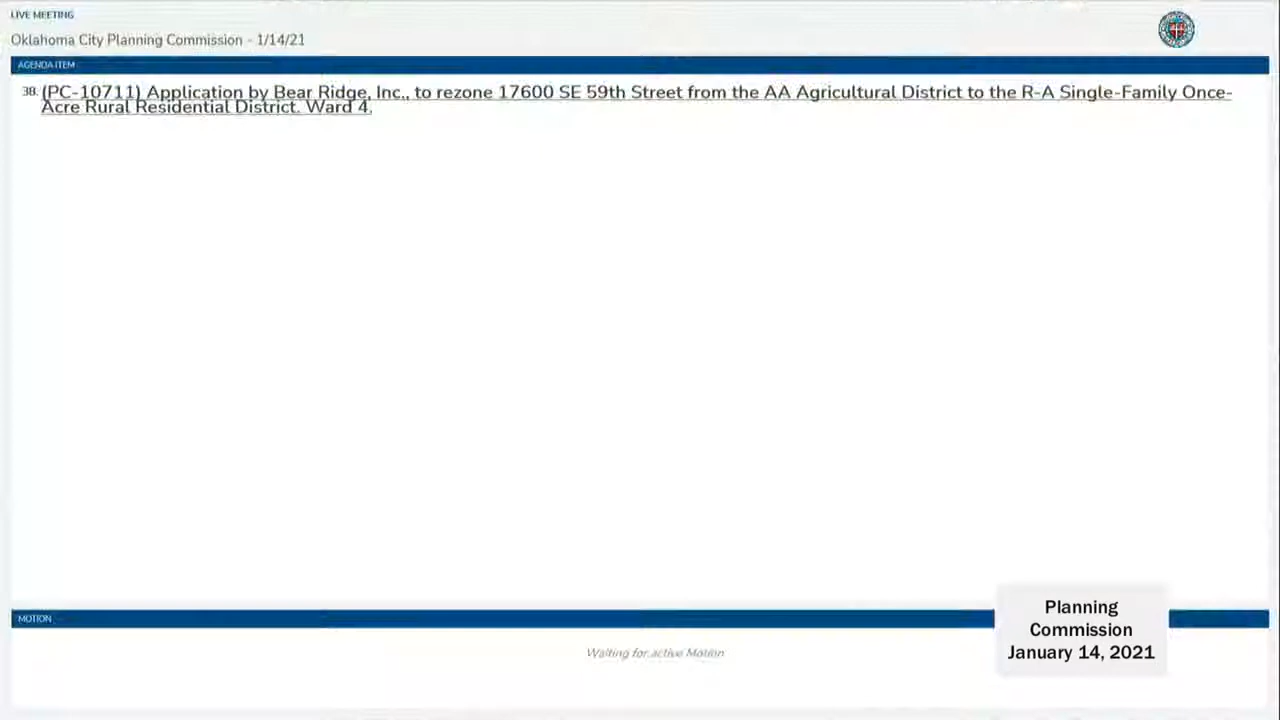 LIVE MEETING
Oklahoma City Planning Commission - 1/14/21
AGENDA ITEM
38. (PC-10711) Application by Bear Ridge, Inc., to rezone 17600 SE 59th Street from the AA Agricultural District to the R-A Single-Family Once-
Acre Rural Residential District. Ward 4.
MOTION
Waiting for active Motion
Planning
Commission
January 14, 2021